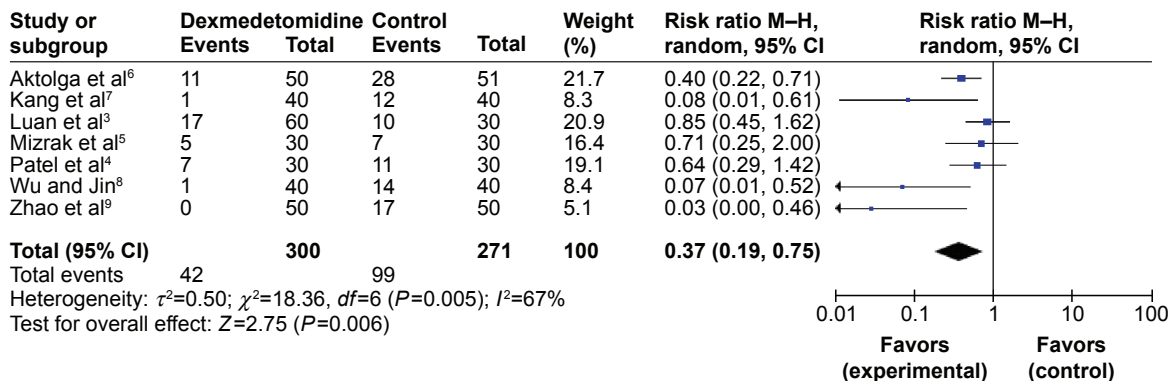 Study or subgroup Dexmedetomidine Events Total Control Events Total Weight (%) Risk ratio M–H, random, 95% CI Risk ratio M–H, random, 95% CI
Aktolga et al⁶ 11 50 28 51 21.7 0.40 (0.22, 0.71)
Kang et al⁷ 1 40 12 40 8.3 0.08 (0.01, 0.61)
Luan et al³ 17 60 10 30 20.9 0.85 (0.45, 1.62)
Mizrak et al⁵ 5 30 7 30 16.4 0.71 (0.25, 2.00)
Patel et al⁴ 7 30 11 30 19.1 0.64 (0.29, 1.42)
Wu and Jin⁸ 1 40 14 40 8.4 0.07 (0.01, 0.52)
Zhao et al⁹ 0 50 17 50 5.1 0.03 (0.00, 0.46)
Total (95% CI) 300 271 100 0.37 (0.19, 0.75)
Total events 42 99
Heterogeneity: τ²=0.50; χ²=18.36, df=6 (P=0.005); I²=67%
Test for overall effect: Z=2.75 (P=0.006)
0.01 0.1 1 10 100
Favors (experimental) Favors (control)